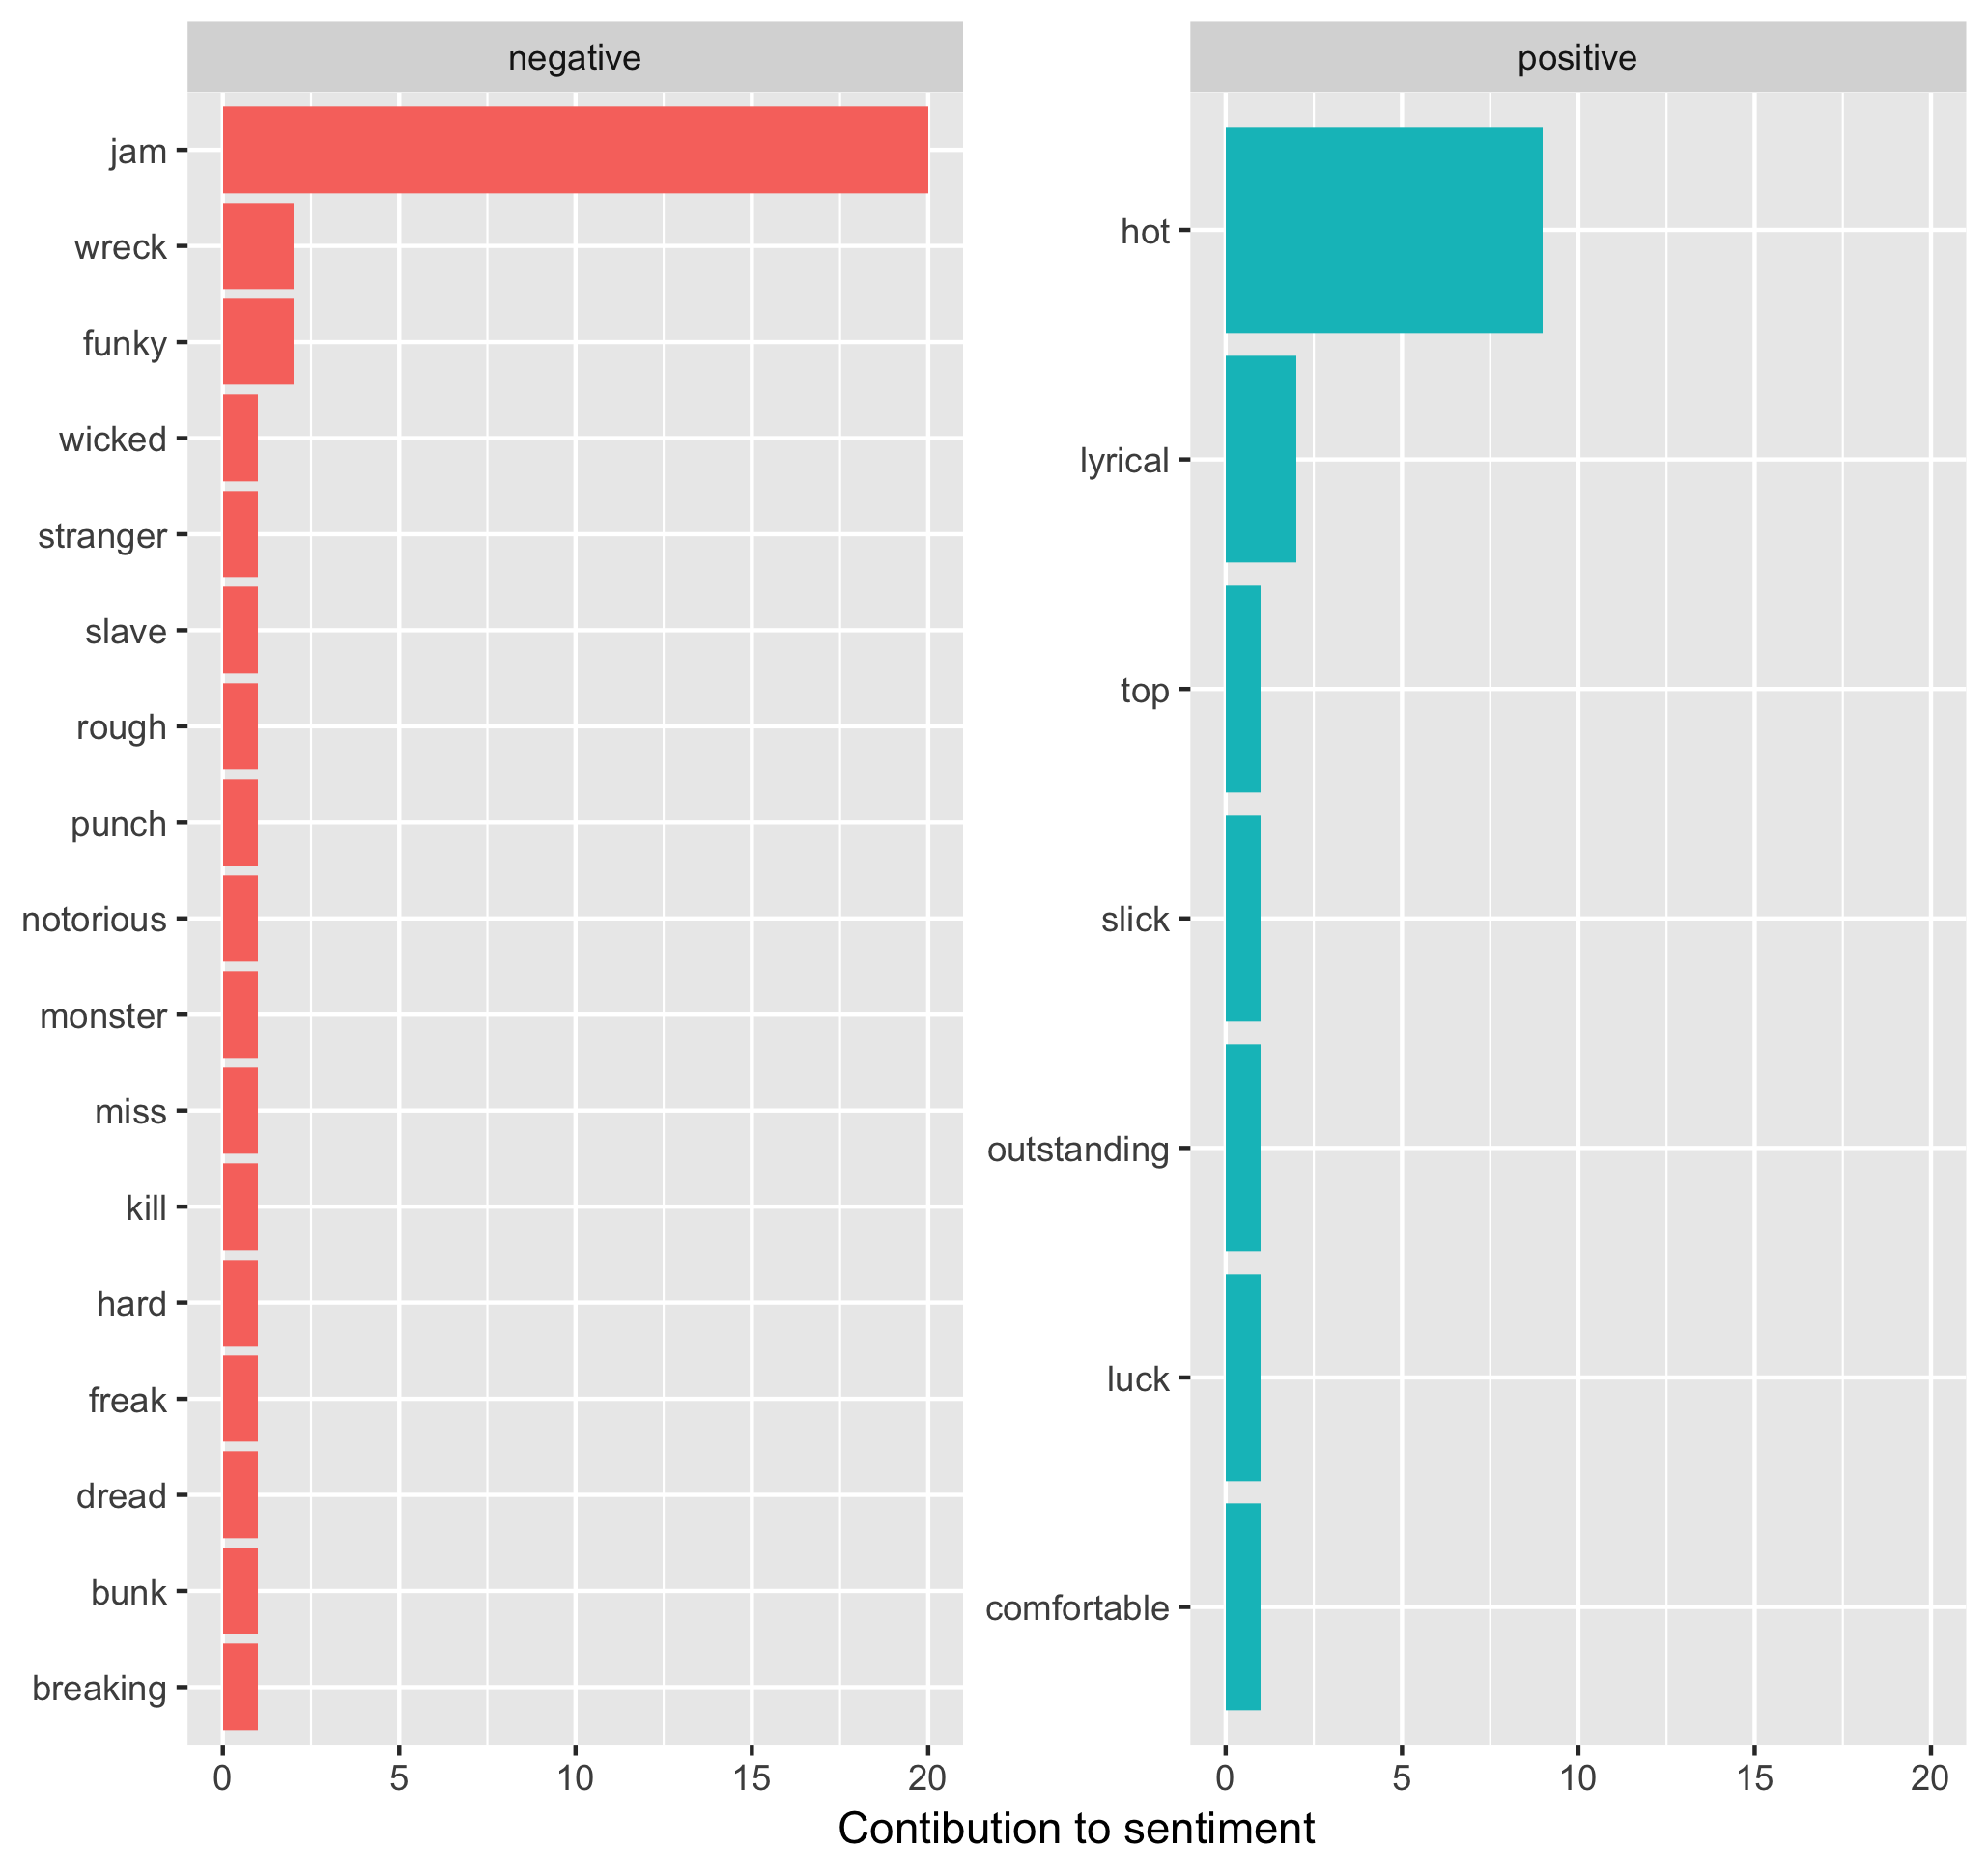 negative
jam
wreck
funky
wicked
stranger
slave
rough
punch
notorious
monster
miss
kill
hard
freak
dread
bunk
breaking
0 5 10 15 20
positive
hot
lyrical
top
slick
outstanding
luck
comfortable
0 5 10 15 20
Contibution to sentiment